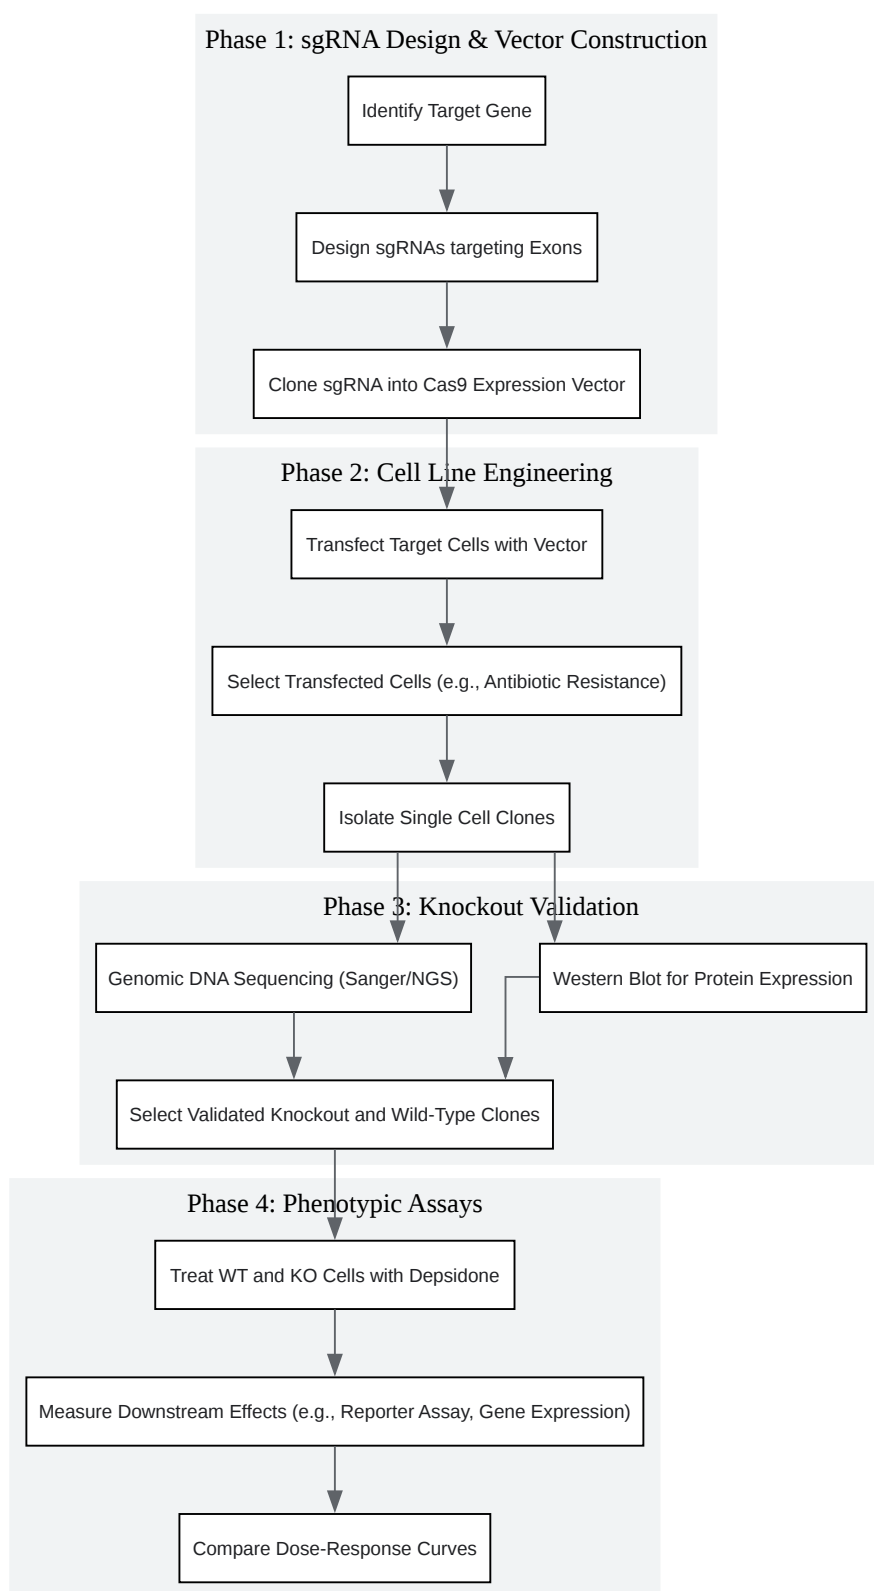 Phase 1: sgRNA Design & Vector Construction
Identify Target Gene
Design sgRNAs targeting Exons
Clone sgRNA into Cas9 Expression Vector
Phase 2: Cell Line Engineering
Transfect Target Cells with Vector
Select Transfected Cells (e.g., Antibiotic Resistance)
Isolate Single Cell Clones
Phase 3: Knockout Validation
Genomic DNA Sequencing (Sanger/NGS)
Western Blot for Protein Expression
Select Validated Knockout and Wild-Type Clones
Phase 4: Phenotypic Assays
Treat WT and KO Cells with Depsidone
Measure Downstream Effects (e.g., Reporter Assay, Gene Expression)
Compare Dose-Response Curves